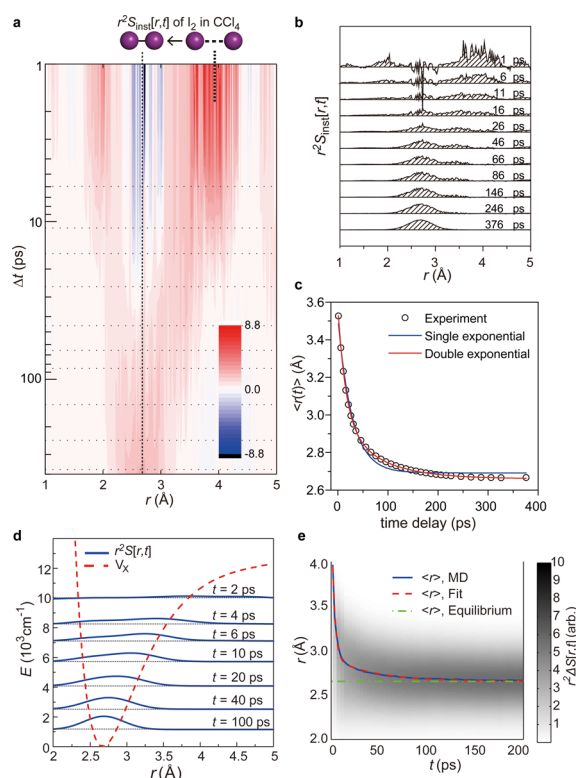 a
r²S_inst[r,t] of I₂ in CCl₄
1
10
100
Δt (ps)
8.8
0.0
-8.8
1 2 3 4 5
r (Å)
b
r²S_inst[r,t]
1 ps
6 ps
11 ps
16 ps
26 ps
46 ps
66 ps
86 ps
146 ps
246 ps
376 ps
1 2 3 4 5
r (Å)
c
3.6
3.4
3.2
3.0
2.8
2.6
<r(t)> (Å)
Experiment
Single exponential
Double exponential
0 100 200 300 400
time delay (ps)
d
r²S[r,t]
V_X
14
12
10
8
6
4
2
0
E (10³cm⁻¹)
t = 2 ps
t = 4 ps
t = 6 ps
t = 10 ps
t = 20 ps
t = 40 ps
t = 100 ps
2.0 2.5 3.0 3.5 4.0 4.5 5
r (Å)
e
4.0
3.5
3.0
2.5
2.0
r (Å)
<r>, MD
<r>, Fit
<r>, Equilibrium
0 50 100 150 200
t (ps)
10
9
8
7
6
5
4
3
2
1
r²ΔS[r,t] (arb.)